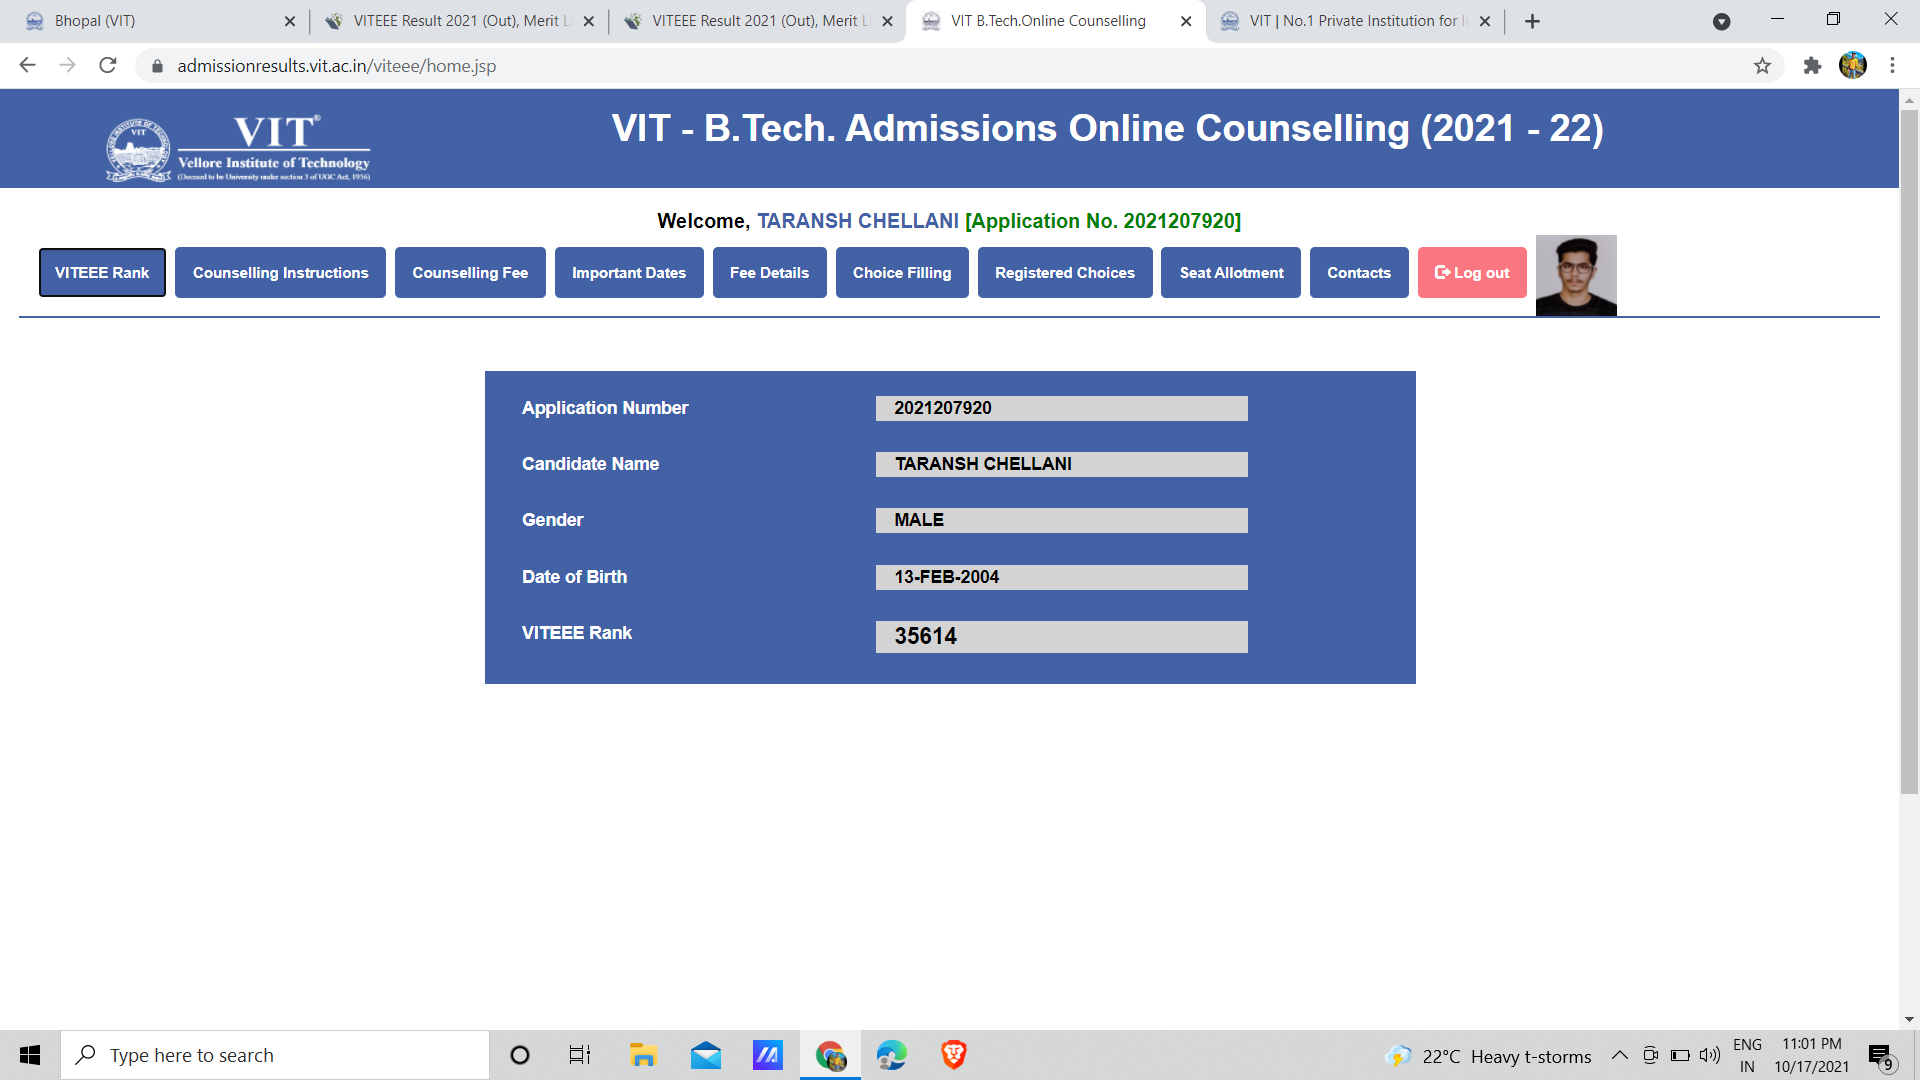 Bhopal (VIT)
VITEEE Result 2021 (Out), Merit Li
VITEEE Result 2021 (Out), Merit Li
VIT B.Tech.Online Counselling
VIT | No.1 Private Institution for I
admissionresults.vit.ac.in/viteee/home.jsp
VIT®
Vellore Institute of Technology
(Deemed to be University under section 3 of UGC Act, 1956)
VIT - B.Tech. Admissions Online Counselling (2021 - 22)
Welcome, TARANSH CHELLANI [Application No. 2021207920]
VITEEE Rank
Counselling Instructions
Counselling Fee
Important Dates
Fee Details
Choice Filling
Registered Choices
Seat Allotment
Contacts
Log out
Application Number 2021207920
Candidate Name TARANSH CHELLANI
Gender MALE
Date of Birth 13-FEB-2004
VITEEE Rank 35614
Type here to search
22°C Heavy t-storms
ENG
IN
11:01 PM
10/17/2021
9